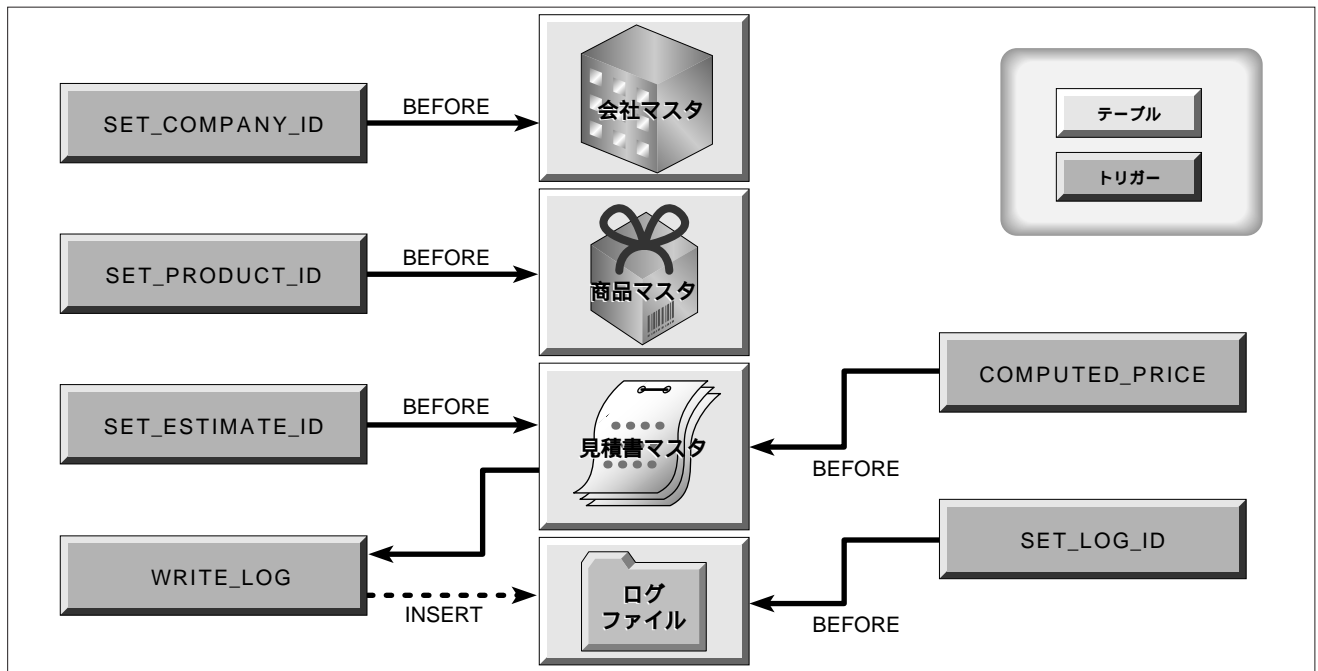 SET_COMPANY_ID
BEFORE
会社マスタ
テーブル
トリガー
SET_PRODUCT_ID
BEFORE
商品マスタ
SET_ESTIMATE_ID
BEFORE
見積書マスタ
COMPUTED_PRICE
BEFORE
WRITE_LOG
INSERT
ログ
ファイル
SET_LOG_ID
BEFORE